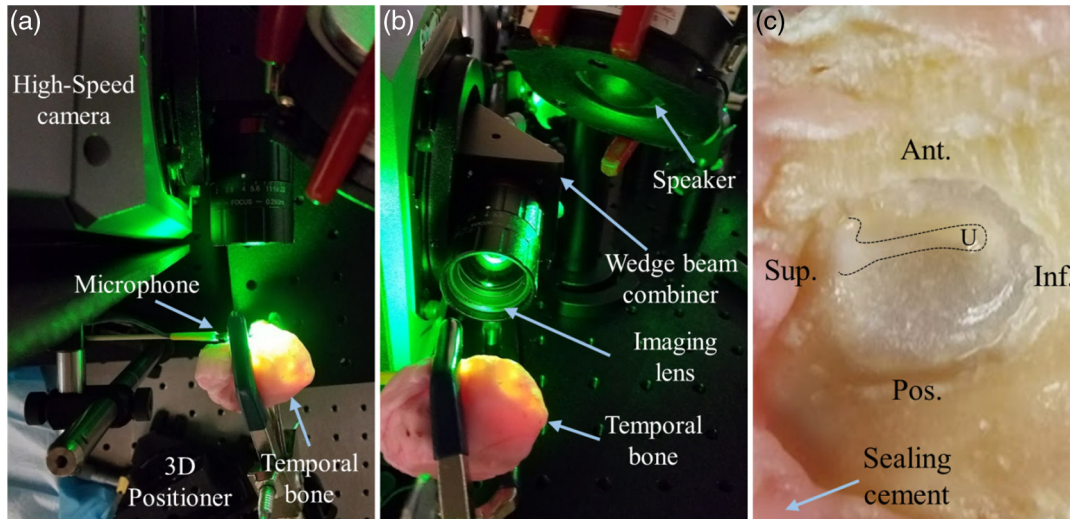 (a)
High-Speed
camera
Microphone
3D
Positioner
Temporal
bone
(b)
Speaker
Wedge beam
combiner
Imaging
lens
Temporal
bone
(c)
Ant.
U
Sup.
Inf.
Pos.
Sealing
cement